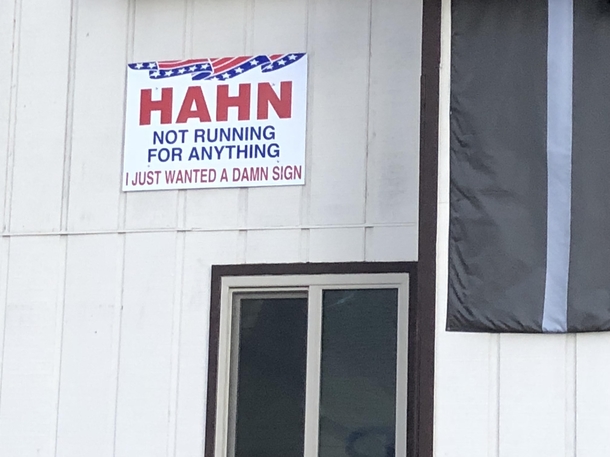 HAHN
NOT RUNNING
FOR ANYTHING
I JUST WANTED A DAMN SIGN